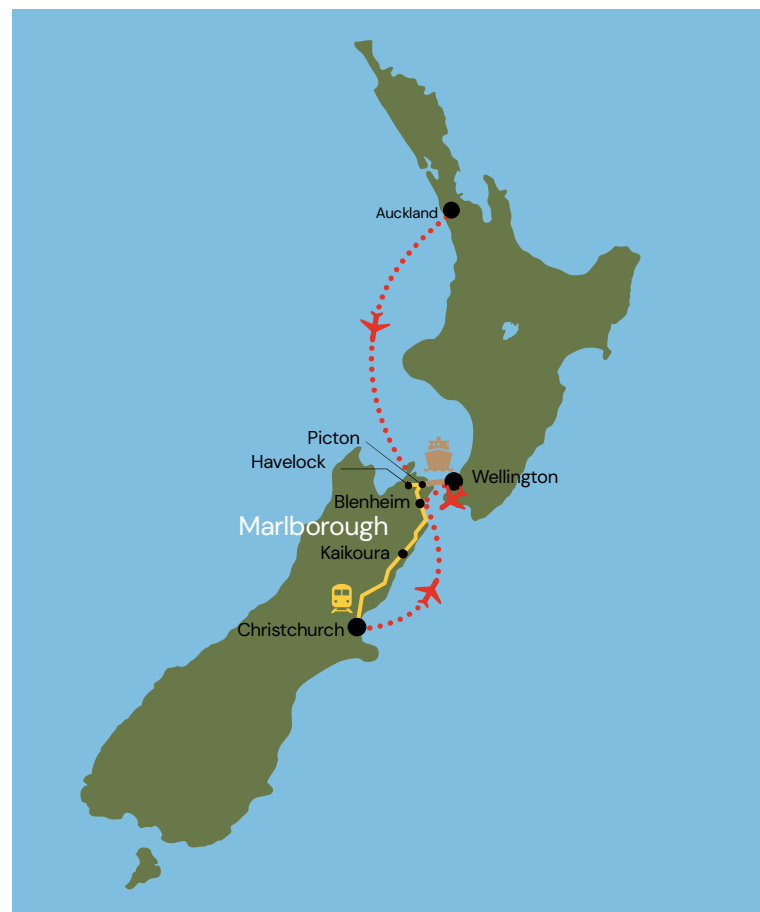 Auckland
Picton
Havelock
Wellington
Blenheim
Marlborough
Kaikoura
Christchurch